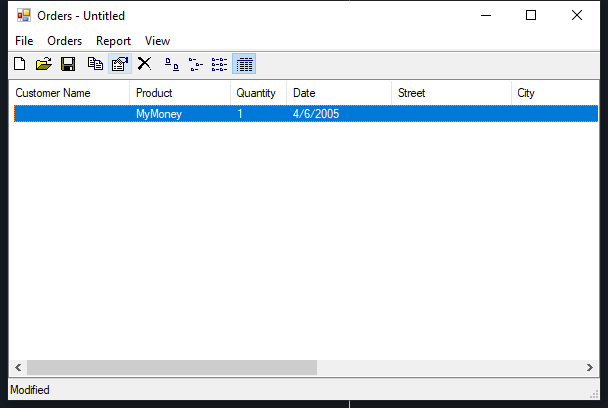 Orders - Untitled
File Orders Report View
Customer Name Product Quantity Date Street City
MyMoney 1 4/6/2005
Modified